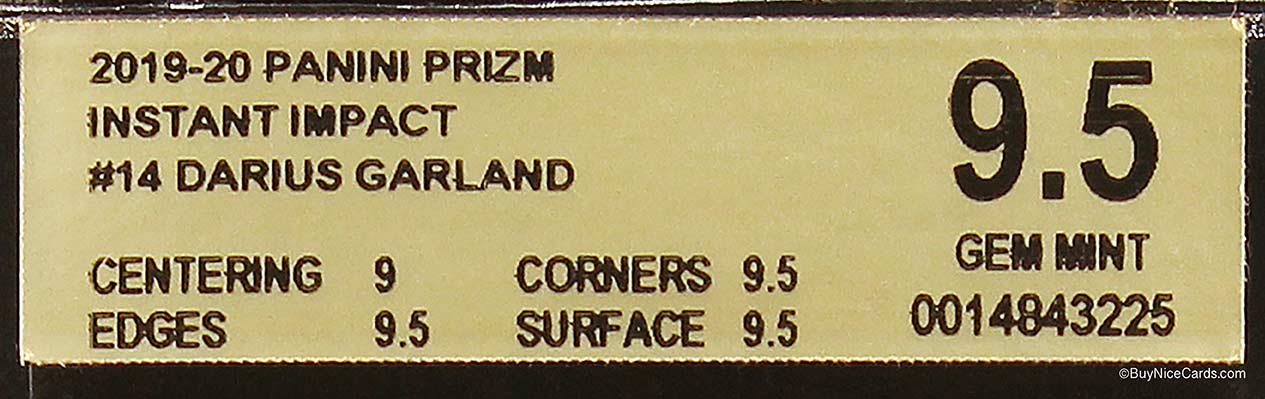 2019-20 PANINI PRIZM
INSTANT IMPACT
#14 DARIUS GARLAND
CENTERING 9 CORNERS 9.5
EDGES 9.5 SURFACE 9.5
9.5
GEM MINT
0014843225
©BuyNiceCards.com